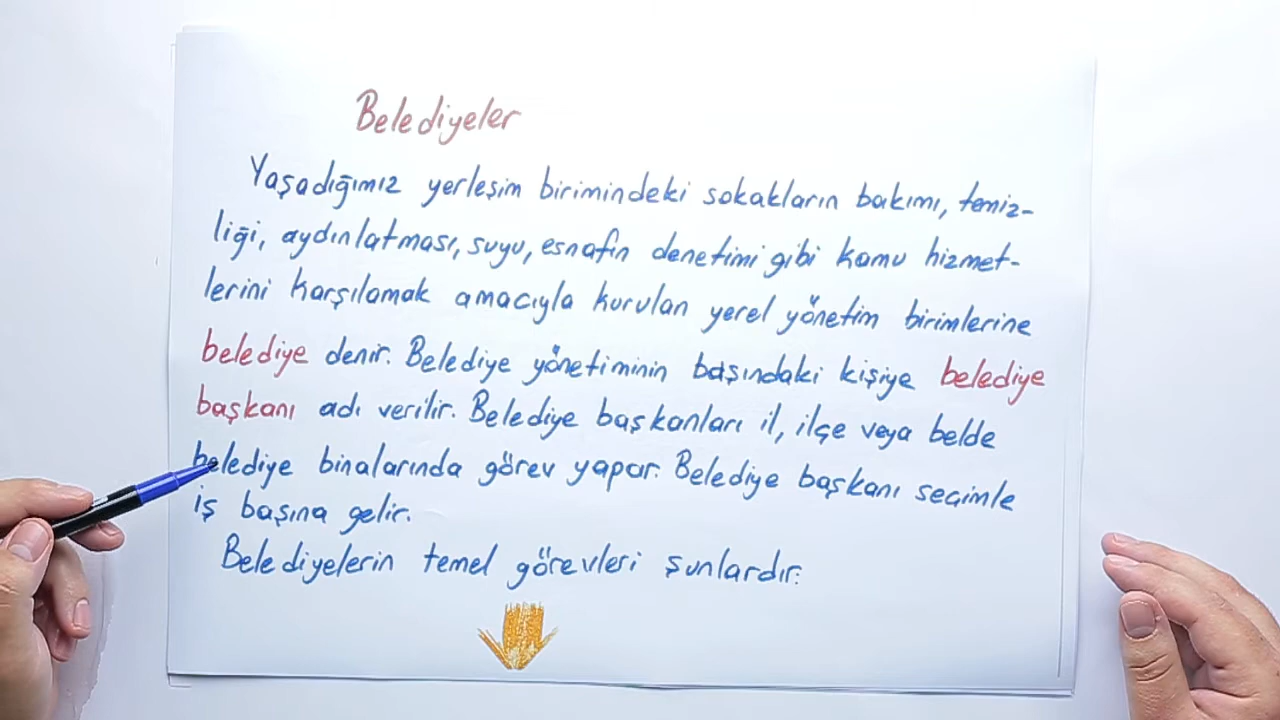 Belediyeler
Yaşadığımız yerleşim birimindeki sokakların bakımı, temiz-
liği, aydınlatması, suyu, esnafın denetimi gibi kamu hizmet-
lerini karşılamak amacıyla kurulan yerel yönetim birimlerine
belediye denir. Belediye yönetiminin başındaki kişiye belediye
başkanı adı verilir. Belediye başkanları il, ilçe veya belde
belediye binalarında görev yapar. Belediye başkanı seçimle
iş başına gelir.
Belediyelerin temel görevleri şunlardır: